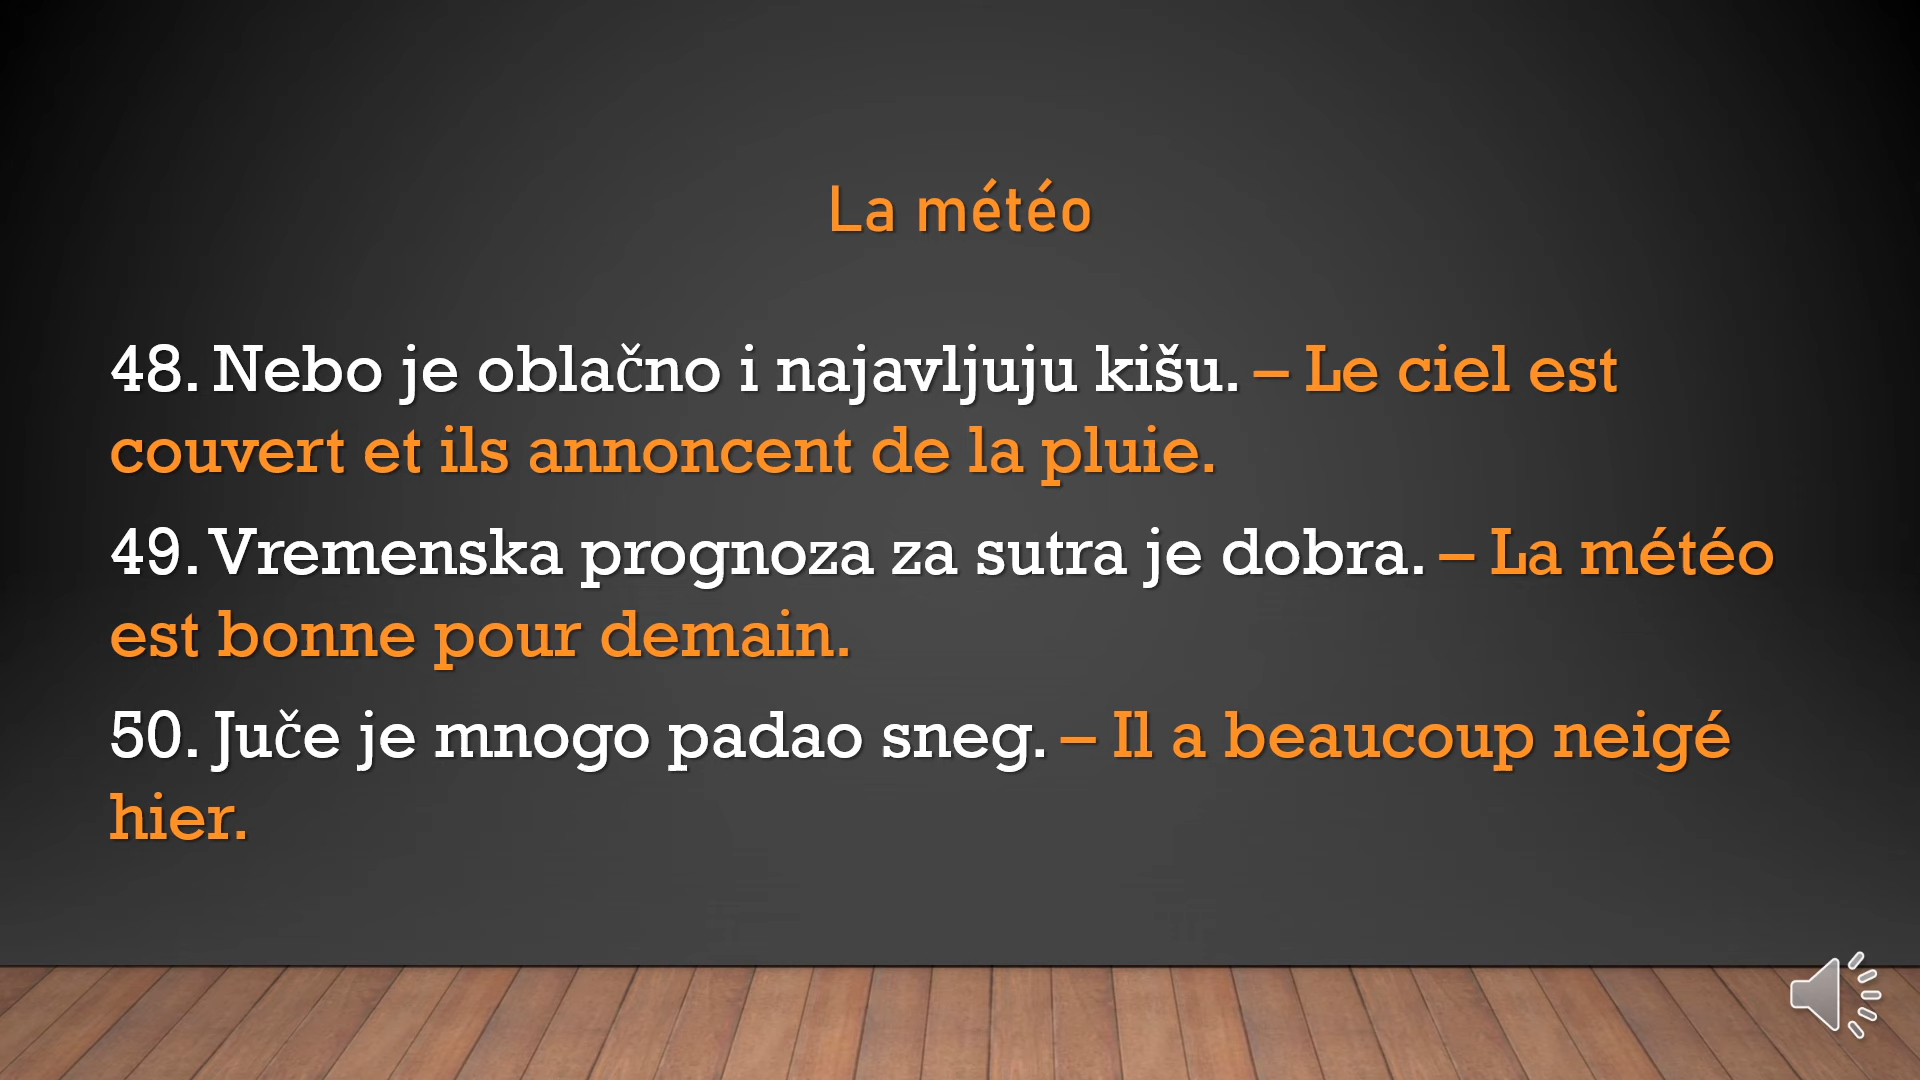 La météo
48. Nebo je oblačno i najavljuju kišu. – Le ciel est
couvert et ils annoncent de la pluie.
49. Vremenska prognoza za sutra je dobra. – La météo
est bonne pour demain.
50. Juče je mnogo padao sneg. – Il a beaucoup neigé
hier.